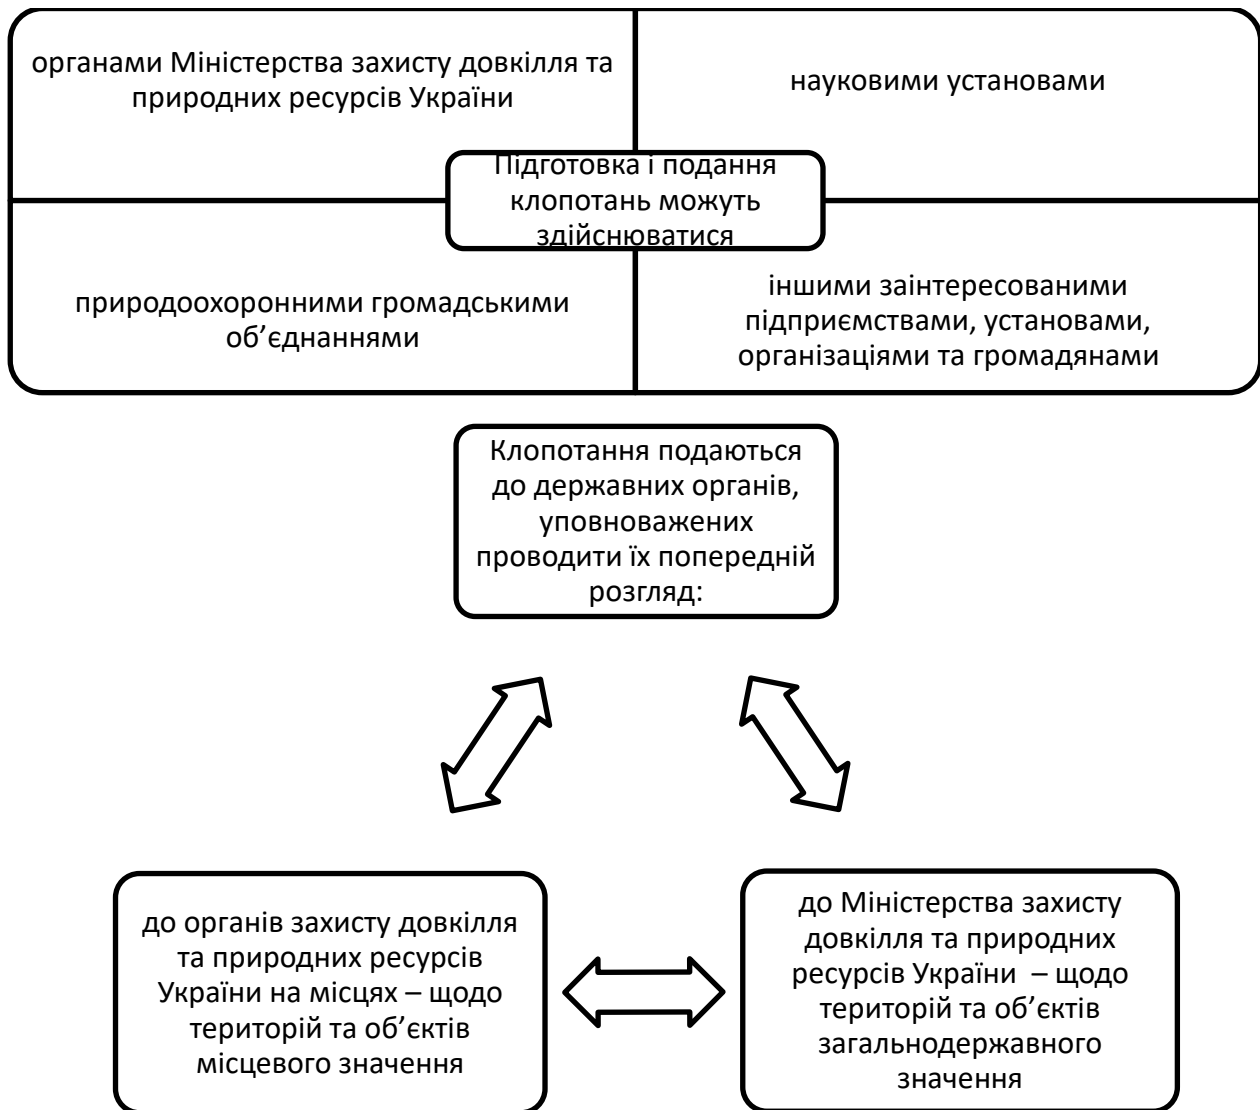 органами Міністерства захисту довкілля та
природних ресурсів України
науковими установами
Підготовка і подання
клопотань можуть
здійснюватися
природоохоронними громадськими
об’єднаннями
іншими заінтересованими
підприємствами, установами,
організаціями та громадянами
Клопотання подаються
до державних органів,
уповноважених
проводити їх попередній
розгляд:
до органів захисту довкілля
та природних ресурсів
України на місцях – щодо
територій та об’єктів
місцевого значення
до Міністерства захисту
довкілля та природних
ресурсів України – щодо
територій та об’єктів
загальнодержавного
значення